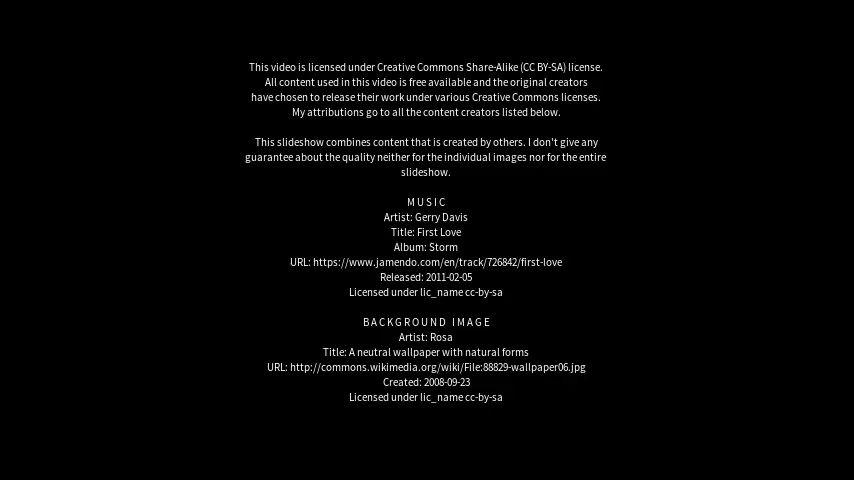 This video is licensed under Creative Commons Share-Alike (CC BY-SA) license.
All content used in this video is free available and the original creators
have chosen to release their work under various Creative Commons licenses.
My attributions go to all the content creators listed below.
This slideshow combines content that is created by others. I don't give any
guarantee about the quality neither for the individual images nor for the entire
slideshow.
MUSIC
Artist: Gerry Davis
Title: First Love
Album: Storm
URL: https://www.jamendo.com/en/track/726842/first-love
Released: 2011-02-05
Licensed under lic_name cc-by-sa
BACKGROUND IMAGE
Artist: Rosa
Title: A neutral wallpaper with natural forms
URL: http://commons.wikimedia.org/wiki/File:88829-wallpaper06.jpg
Created: 2008-09-23
Licensed under lic_name cc-by-sa